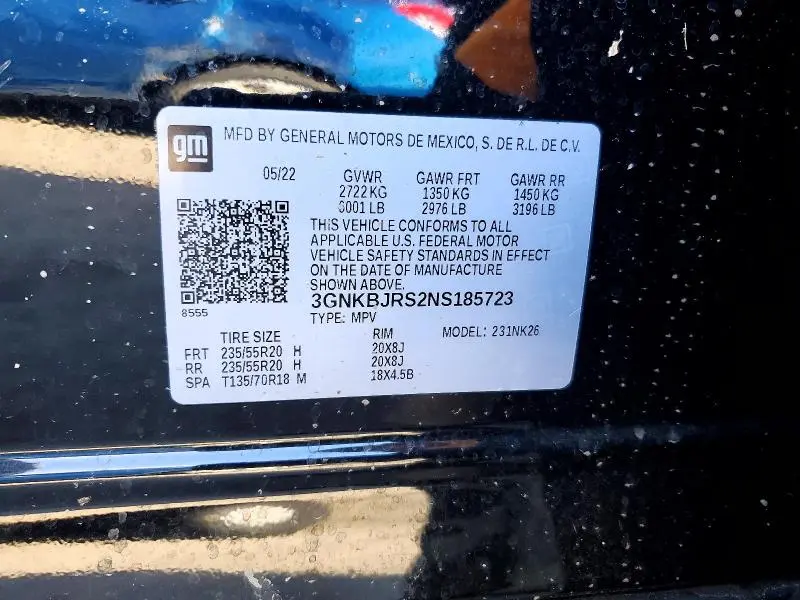 gm MFD BY GENERAL MOTORS DE MEXICO, S. DE R.L. DE C.V.
05/22 GVWR GAWR FRT GAWR RR
2722 KG 1350 KG 1450 KG
6001 LB 2976 LB 3196 LB
THIS VEHICLE CONFORMS TO ALL
APPLICABLE U.S. FEDERAL MOTOR
VEHICLE SAFETY STANDARDS IN EFFECT
ON THE DATE OF MANUFACTURE
SHOWN ABOVE.
3GNKBJRS2NS185723
8555
TYPE: MPV
TIRE SIZE RIM MODEL: 231NK26
FRT 235/55R20 H 20X8J
RR 235/55R20 H 20X8J
SPA T135/70R18 M 18X4.5B